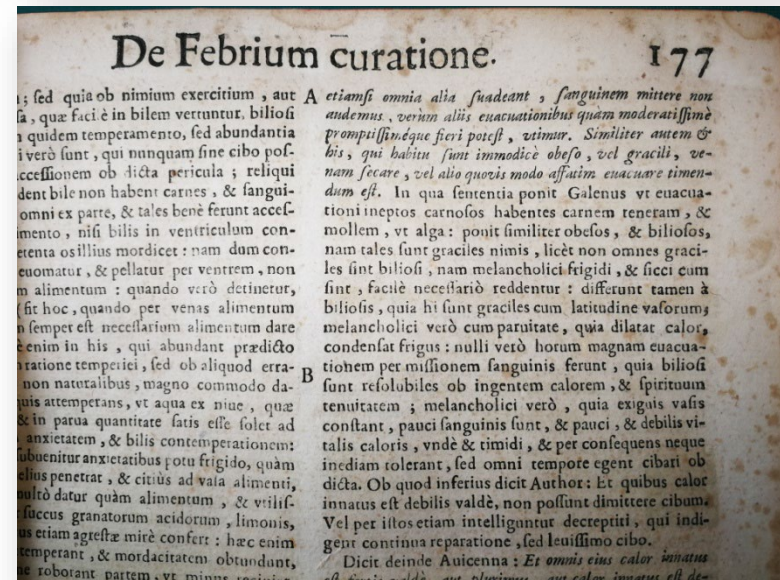 De Febrium curatione. 177
; sed quia ob nimium exercitium, aut
sa, quæ facilè in bilem vertuntur, biliosi
quidem temperamento, sed abundantia
i verò sunt, qui nunquam sine cibo pos-
ccessionem ob dicta pericula; reliqui
dent bile non habent carnes, & sangui-
omni ex parte, & tales benè ferunt acces-
imento, nisi bilis in ventriculum con-
etenta os illius mordicet: nam dum con-
euomatur, & pellatur per ventrem, non
m alimentum: quando verò detinetur,
(fit hoc, quando per venas alimentum
n semper est necessarium alimentum dare
è enim in his, qui abundant prædicto
ratione temperiei, sed ob aliquod erra-
non naturalibus, magno commodo da-
uis attemperans, vt aqua ex niue, quæ
& in parua quantitate satis esse solet ad
anxietatem, & bilis contemperationem:
ubuenitur anxietatibus potu frigido, quàm
elius penetrat, & citiùs ad vasa alimenti,
multò datur quàm alimentum, & vtilis-
succus granatorum acidorum, limonis,
us etiam agrestæ mirè confert: hæc enim
temperant, & mordacitatem obtundunt,
ne roborant partem, vt minus
A
B
etiamsi omnia alia suadeant, sanguinem mittere non
audemus, verum aliis euacuationibus quàm moderatissimè
promptissiméque fieri potest, vtimur. Similiter autem &
his, qui habitu sunt immodicè obeso, vel gracili, ve-
nam secare, vel alio quovis modo affatim euacuare timen-
dum est. In qua sententia ponit Galenus vt euacua-
tioni ineptos carnosos habentes carnem teneram, &
mollem, vt alga: ponit similiter obesos, & biliosos,
nam tales sunt graciles nimis, licèt non omnes graci-
les sint biliosi, nam melancholici frigidi, & sicci cum
sint, facilè necessariò reddentur: differunt tamen à
biliosis, quia hi sunt graciles cum latitudine vasorum;
melancholici verò cum paruitate, quia dilatat calor,
condensat frigus: nulli verò horum magnam euacua-
tionem per missionem sanguinis ferunt, quia biliosi
sunt resolubiles ob ingentem calorem, & spirituum
tenuitatem; melancholici verò, quia exiguis vasis
constant, pauci sanguinis sunt, & pauci, & debilis vi-
talis caloris, vndè & timidi, & per consequens neque
inediam tolerant, sed omni tempore egent cibari ob
dicta. Ob quod inferius dicit Author: Et quibus calor
innatus est debilis valdè, non possunt dimittere cibum.
Vel per istos etiam intelliguntur decrepiti, qui indi-
gent continua reparatione, sed leuissimo cibo.
Dicit deinde Auicenna: Et omnis eius calor innatus